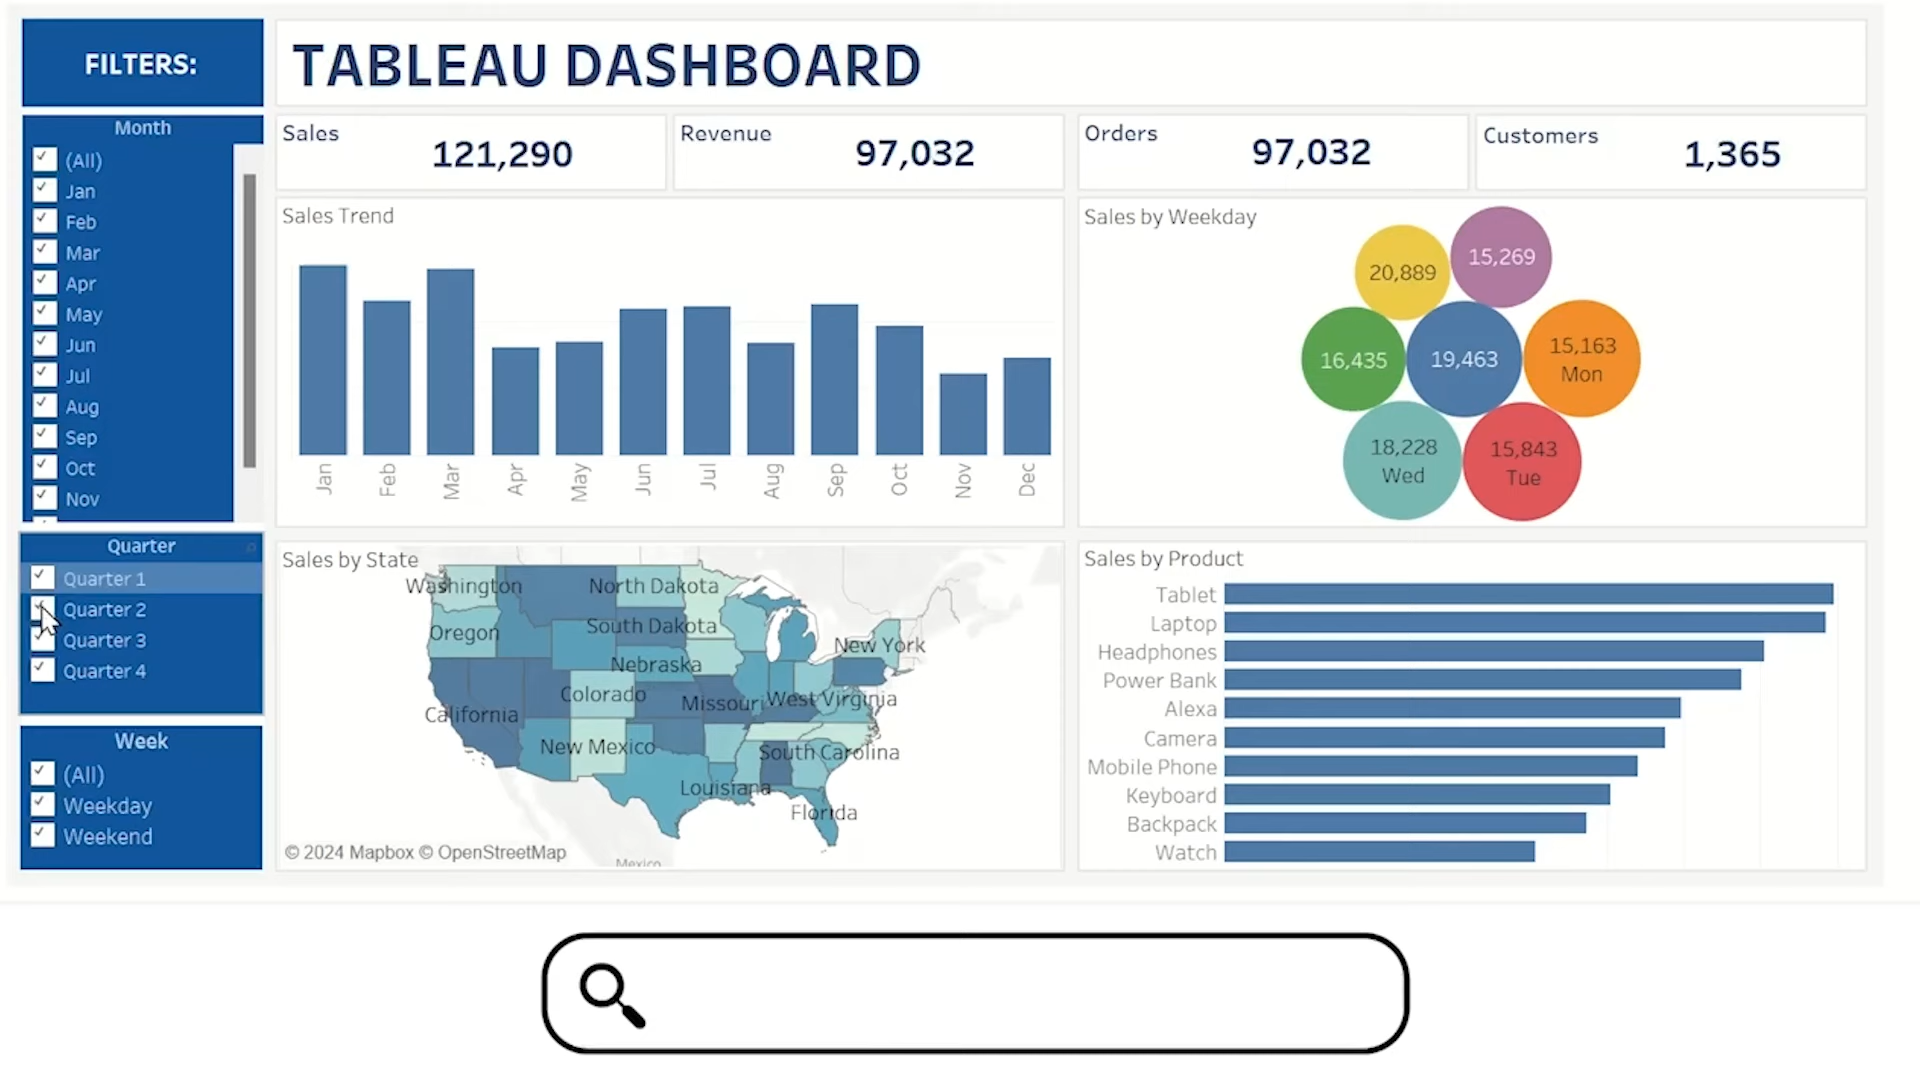 FILTERS:
TABLEAU DASHBOARD
Month
(All)
Jan
Feb
Mar
Apr
May
Jun
Jul
Aug
Sep
Oct
Nov
Quarter
Quarter 1
Quarter 2
Quarter 3
Quarter 4
Week
(All)
Weekday
Weekend
Sales
121,290
Revenue
97,032
Orders
97,032
Customers
1,365
Sales Trend
Jan
Feb
Mar
Apr
May
Jun
Jul
Aug
Sep
Oct
Nov
Dec
Sales by Weekday
15,269
20,889
16,435
19,463
15,163
Mon
18,228
Wed
15,843
Tue
Sales by State
Washington
North Dakota
Oregon
South Dakota
New York
Nebraska
Colorado
Missouri
West Virginia
California
New Mexico
South Carolina
Louisiana
Florida
© 2024 Mapbox © OpenStreetMap
Mexico
Sales by Product
Tablet
Laptop
Headphones
Power Bank
Alexa
Camera
Mobile Phone
Keyboard
Backpack
Watch